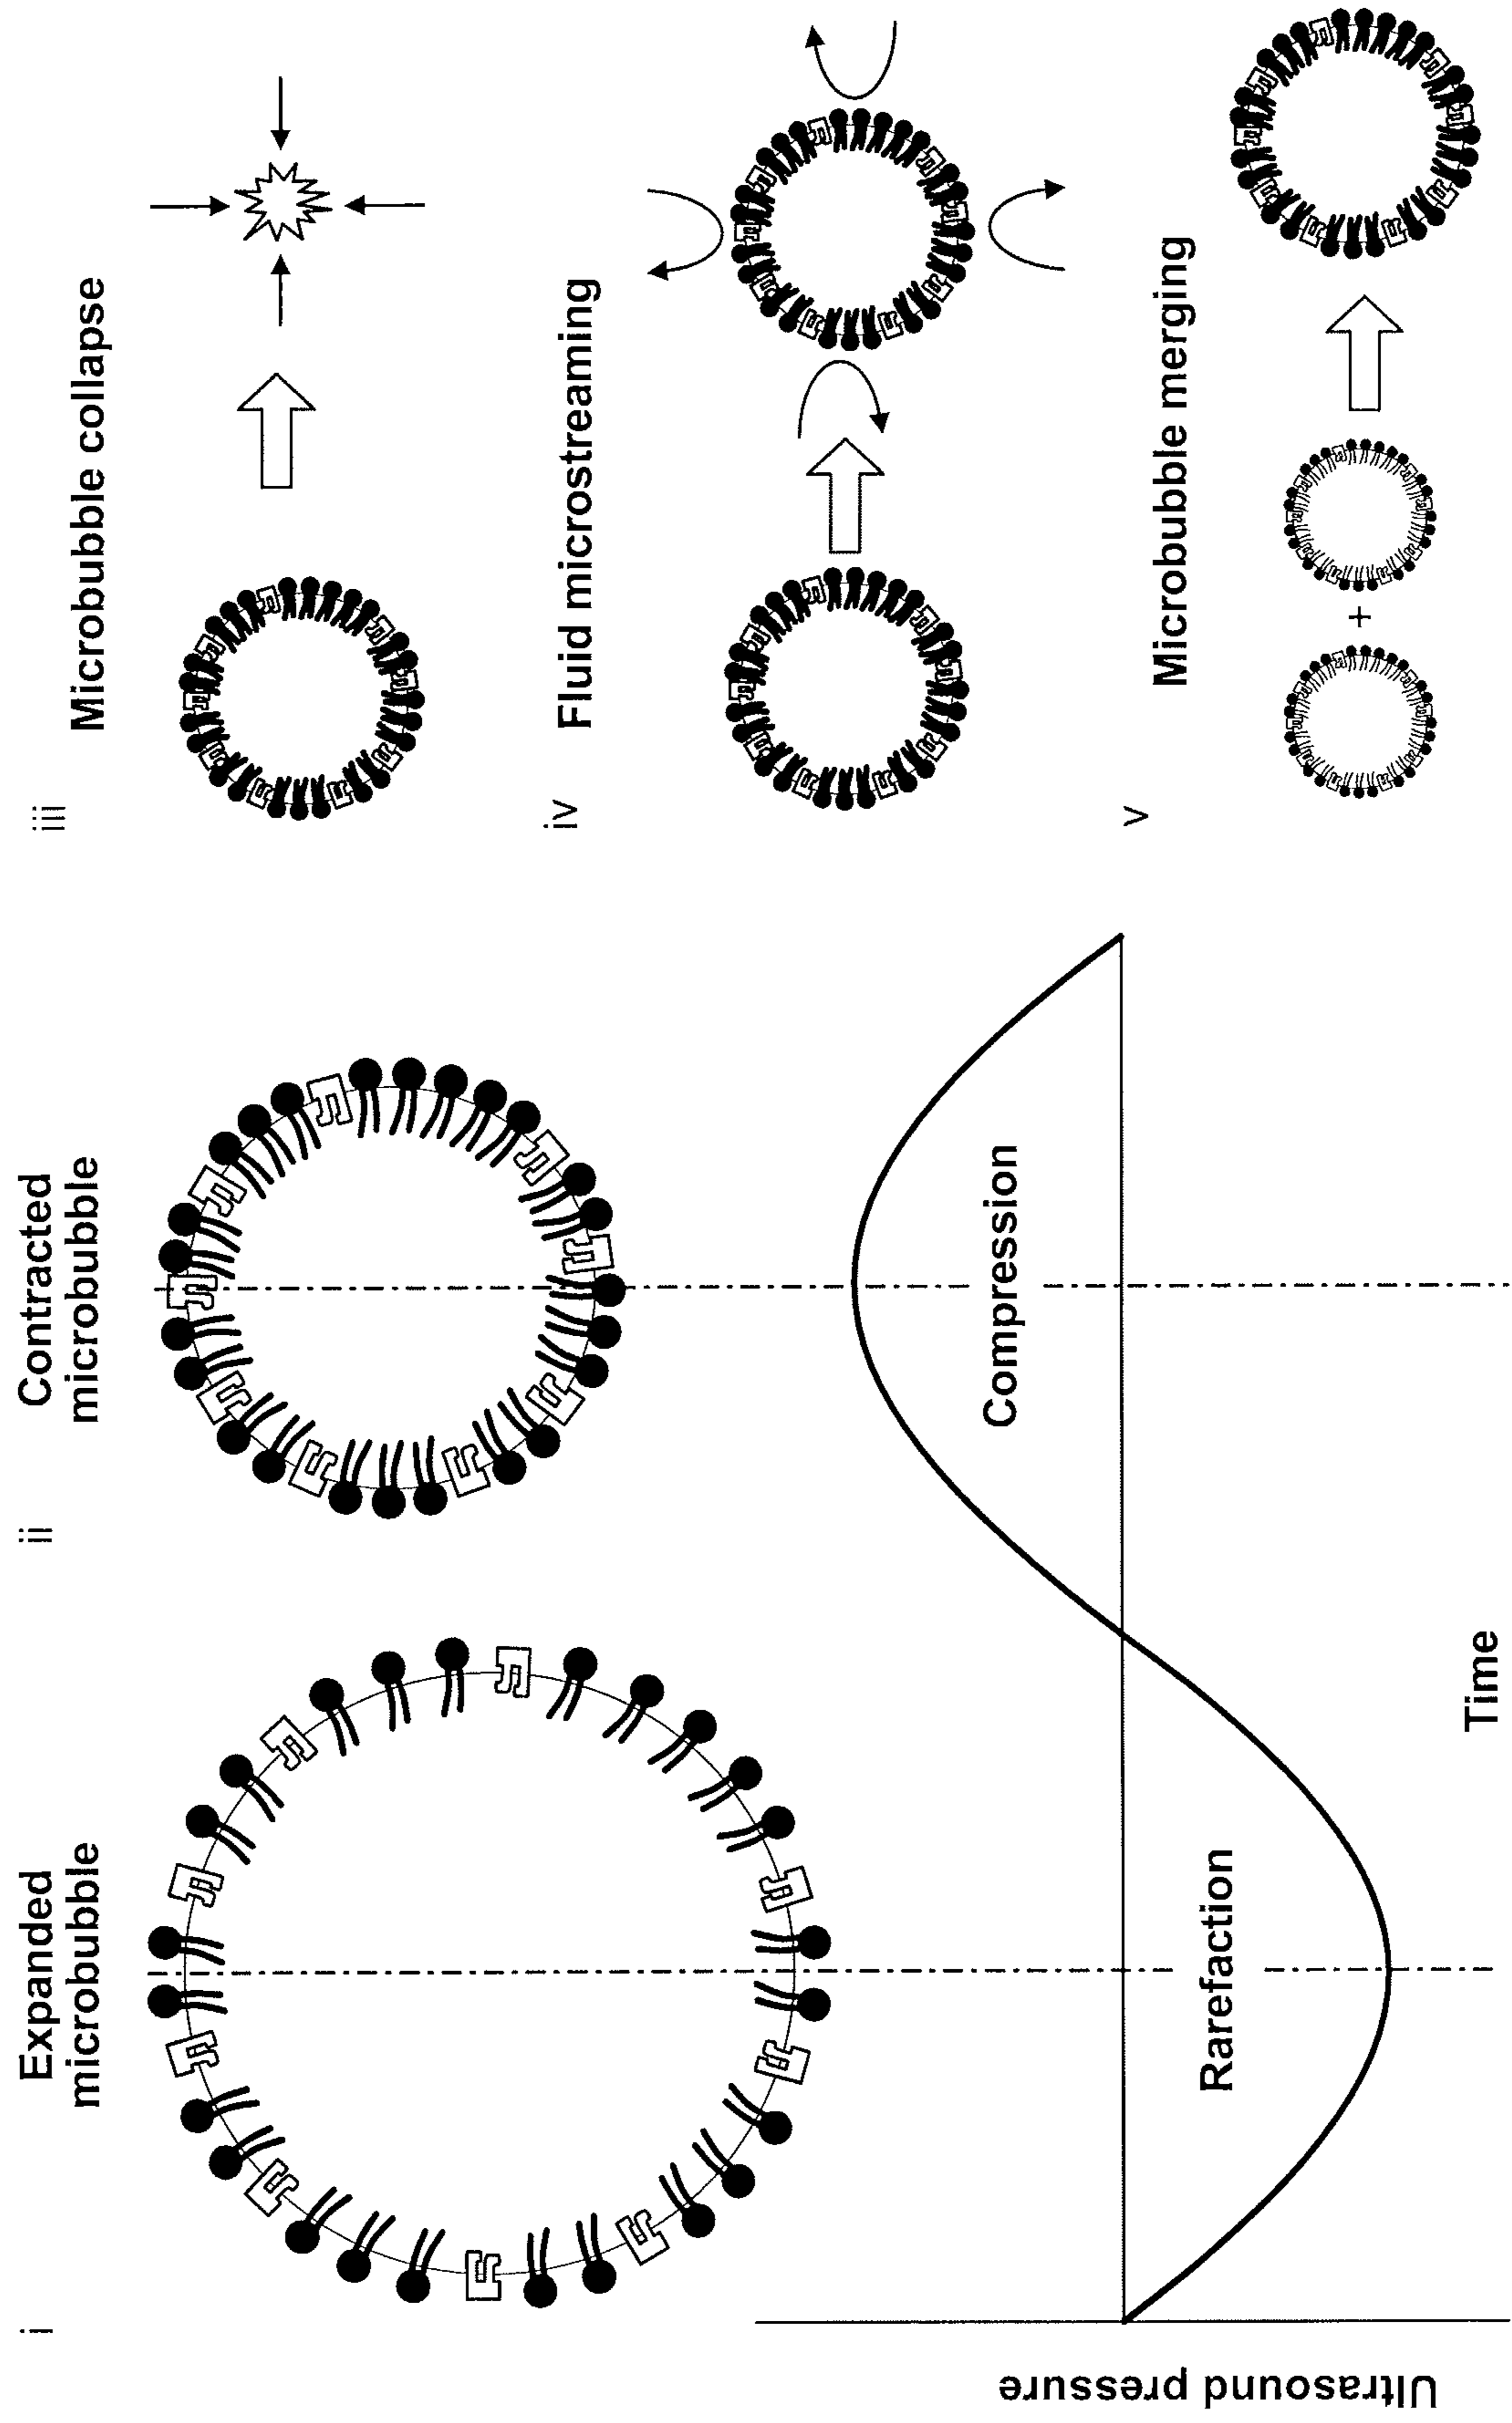 i
Expanded
microbubble
ii
Contracted
microbubble
Ultrasound pressure
Rarefaction
Compression
Time
iii
Microbubble collapse
iv
Fluid microstreaming
v
Microbubble merging
+